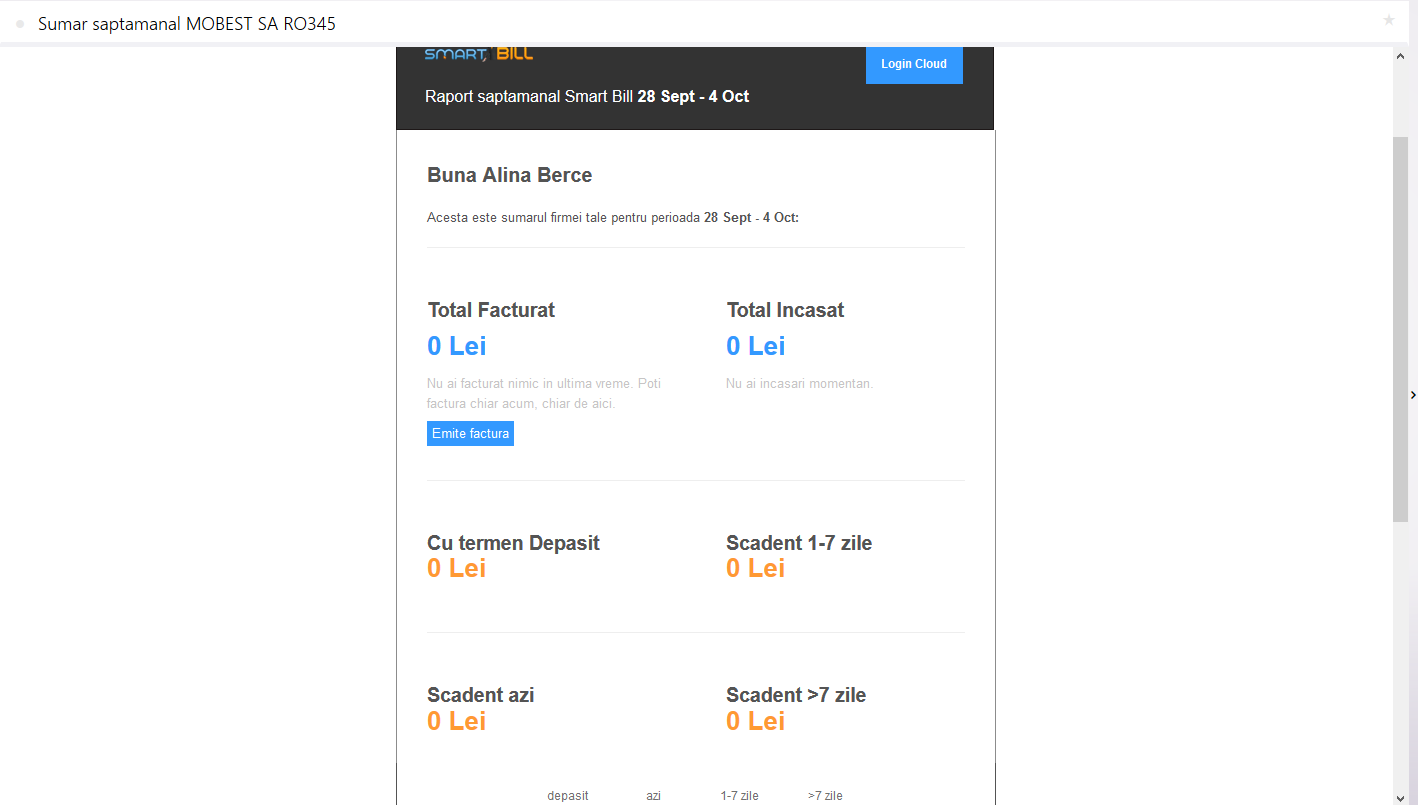 Sumar saptamanal MOBEST SA RO345
SMART BILL
Login Cloud
Raport saptamanal Smart Bill 28 Sept - 4 Oct
Buna Alina Berce
Acesta este sumarul firmei tale pentru perioada 28 Sept - 4 Oct:
Total Facturat
0 Lei
Nu ai facturat nimic in ultima vreme. Poti
factura chiar acum, chiar de aici.
Emite factura
Total Incasat
0 Lei
Nu ai incasari momentan.
Cu termen Depasit
0 Lei
Scadent 1-7 zile
0 Lei
Scadent azi
0 Lei
Scadent >7 zile
0 Lei
depasit azi 1-7 zile >7 zile